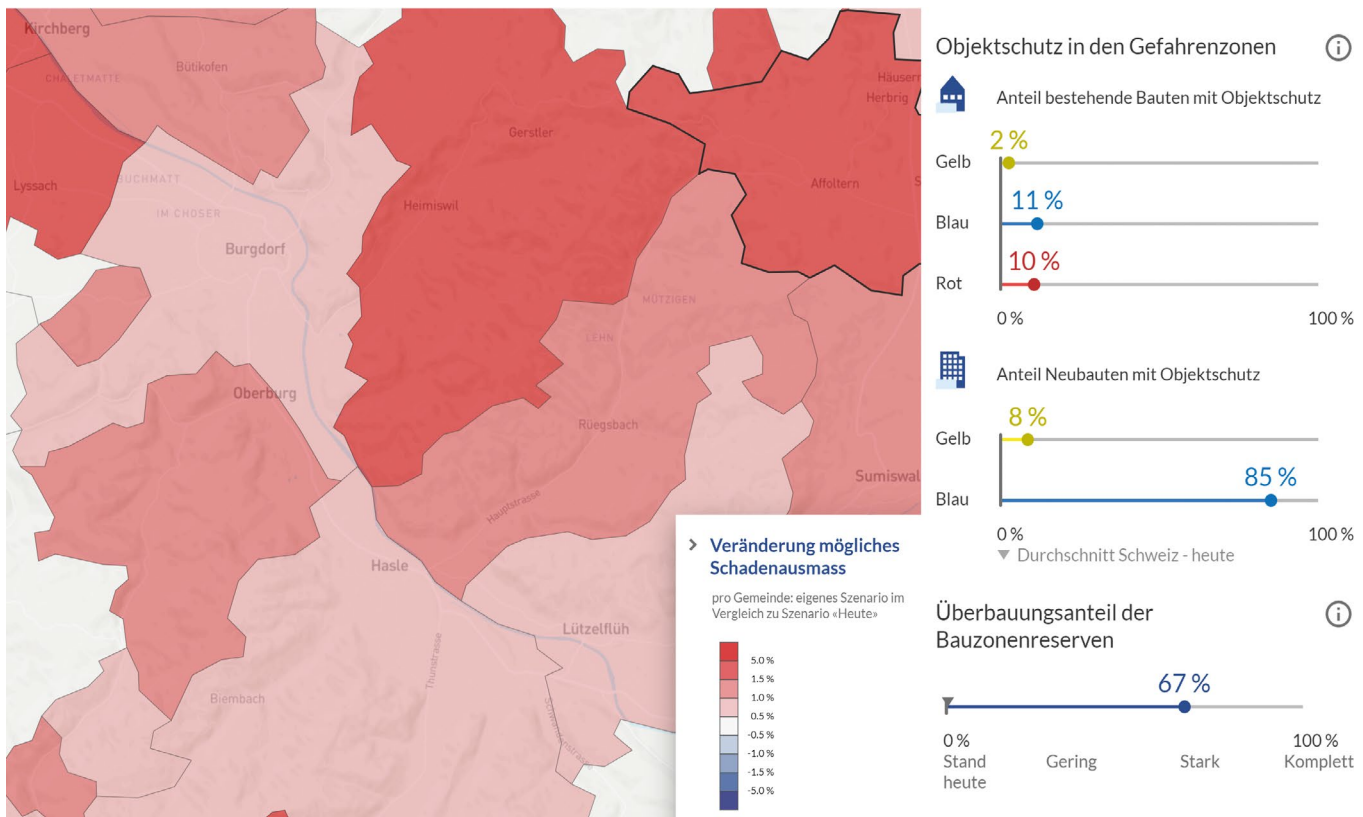 Kirchberg
CHALETMATTE
Bütikofen
Lyssach
BUCHMATT
IM CHOSER
Burgdorf
Gerstler
Heimiswil
Herbrig
Affoltern
MÜTZIGEN
LEHN
Oberburg
Rüegsbach
Hauptstrasse
Hasle
Lützelflüh
Thunstrasse
Biembach
Veränderung mögliches
Schadenausmass
pro Gemeinde: eigenes Szenario im
Vergleich zu Szenario «Heute»
5.0 %
1.5 %
1.0 %
0.5 %
-0.5 %
-1.0 %
-1.5 %
-5.0 %
Objektschutz in den Gefahrenzonen
Anteil bestehende Bauten mit Objektschutz
2 %
Gelb
11 %
Blau
10 %
Rot
0 % 100 %
Anteil Neubauten mit Objektschutz
8 %
Gelb
85 %
Blau
0 % 100 %
Durchschnitt Schweiz - heute
Überbauungsanteil der
Bauzonenreserven
67 %
0 % 100 %
Stand Gering Stark Komplett
heute